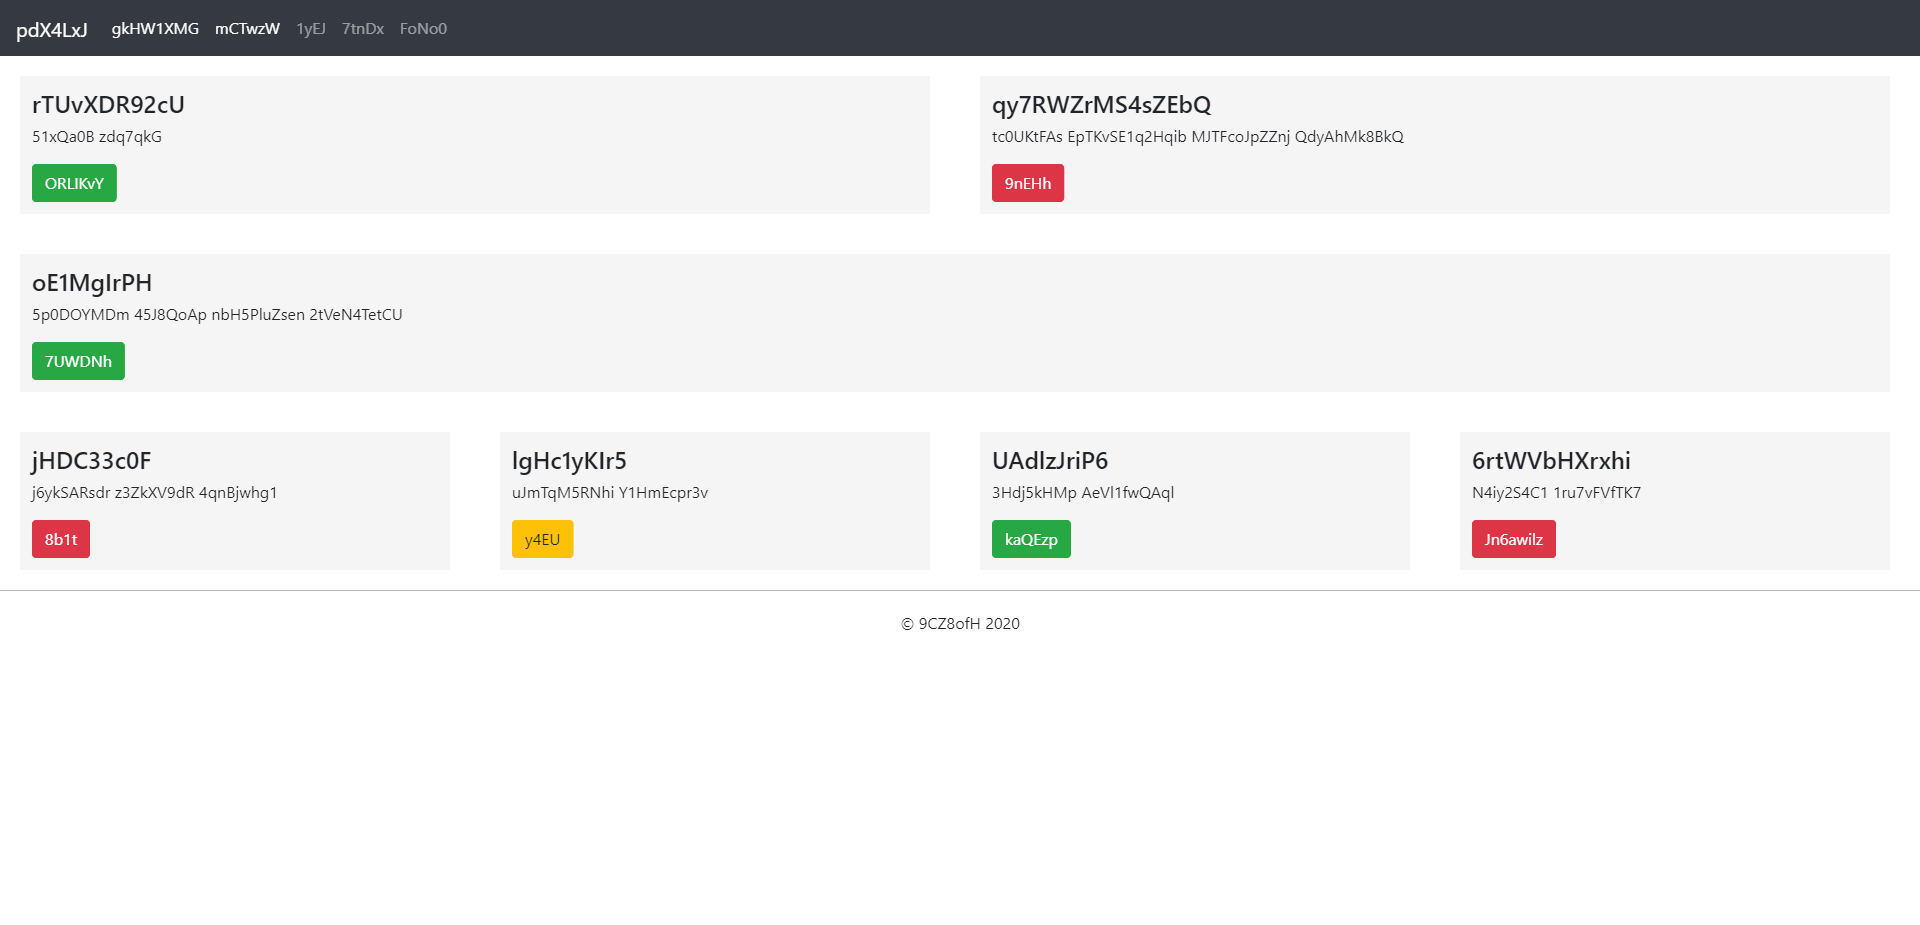 pdX4LxJ gkHW1XMG mCTwzW 1yEJ 7tnDx FoNo0
rTUvXDR92cU
51xQa0B zdq7qkG
ORLIKvY
qy7RWZrMS4sZEbQ
tc0UKtFAs EpTKvSE1q2Hqib MJTFcoJpZZnj QdyAhMk8BkQ
9nEHh
oE1MgIrPH
5p0DOYMDm 45J8QoAp nbH5PluZsen 2tVeN4TetCU
7UWDNh
jHDC33c0F
j6ykSARsdr z3ZkXV9dR 4qnBjwhg1
8b1t
lgHc1yKIr5
uJmTqM5RNhi Y1HmEcpr3v
y4EU
UAdlzJriP6
3Hdj5kHMp AeVl1fwQAql
kaQEzp
6rtWVbHXrxhi
N4iy2S4C1 1ru7vFVfTK7
Jn6awilz
© 9CZ8ofH 2020